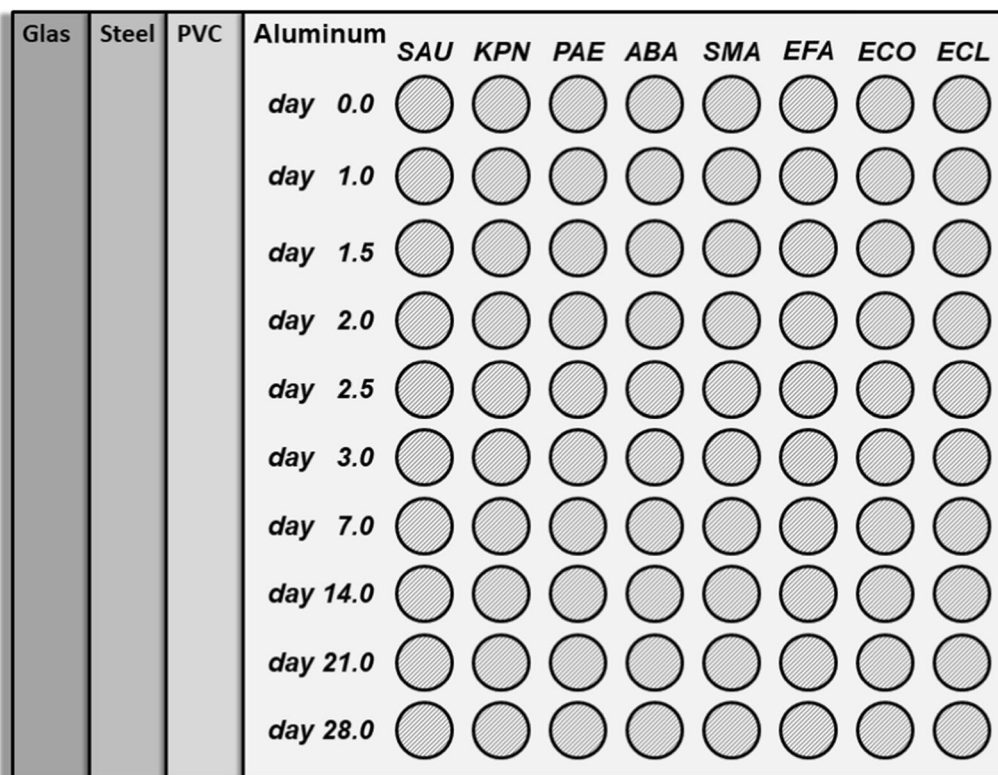 Glas Steel PVC Aluminum
SAU KPN PAE ABA SMA EFA ECO ECL
day 0.0
day 1.0
day 1.5
day 2.0
day 2.5
day 3.0
day 7.0
day 14.0
day 21.0
day 28.0